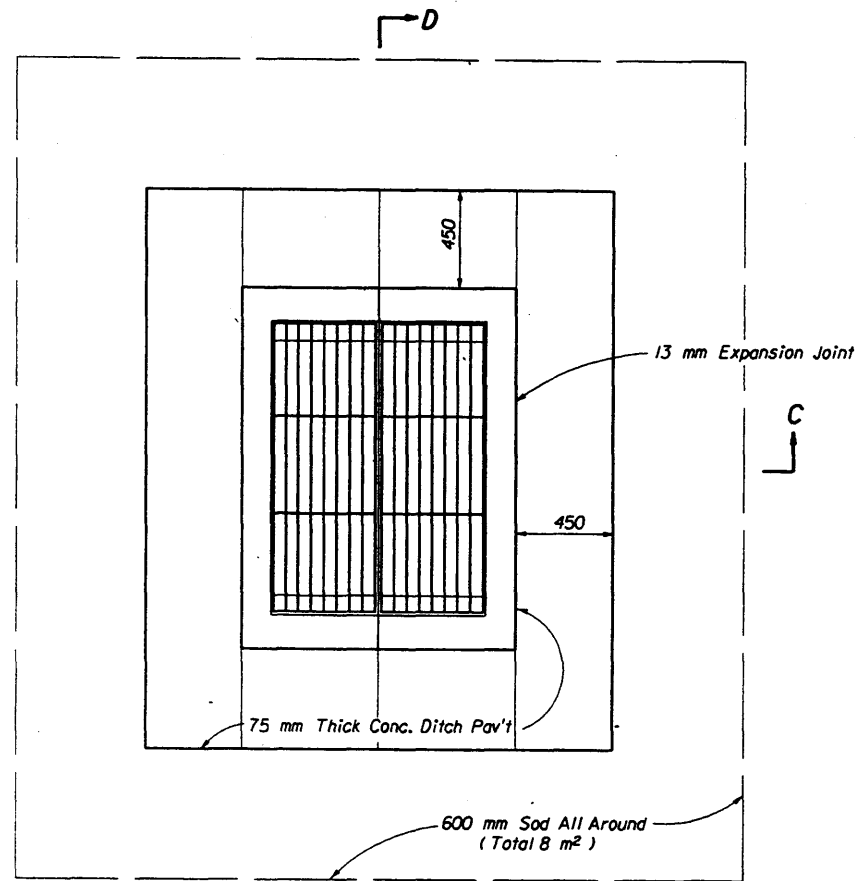 D
450
13 mm Expansion Joint
C
450
75 mm Thick Conc. Ditch Pav't
600 mm Sod All Around
( Total 8 m² )